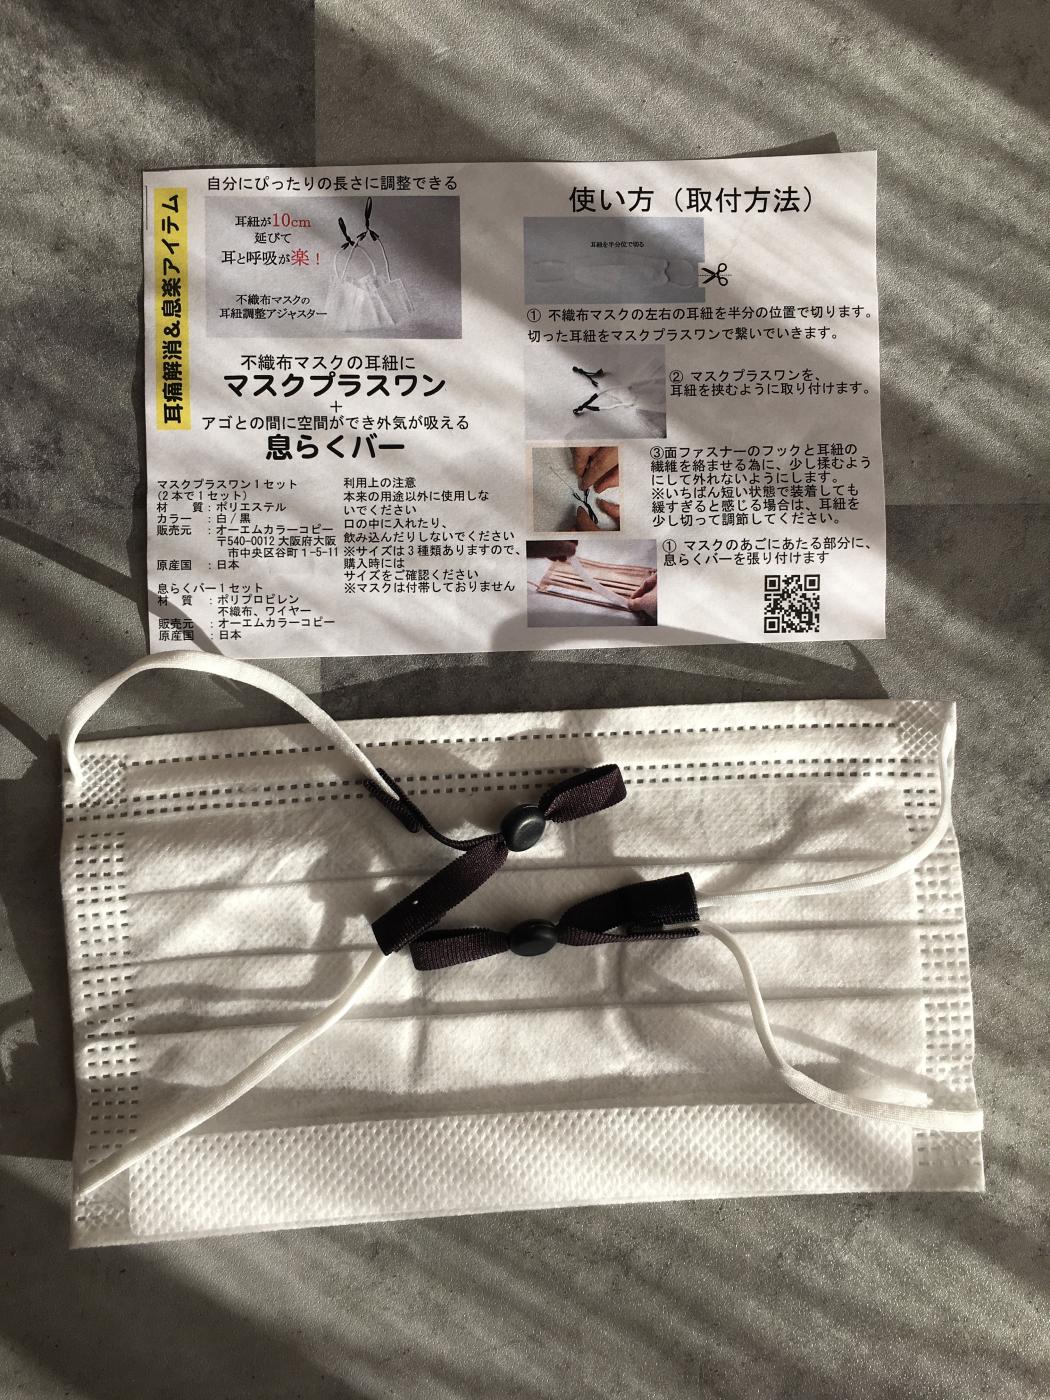 耳痛解消&息楽アイテム
自分にぴったりの長さに調整できる
耳紐が10cm
延びて
耳と呼吸が楽！
不織布マスクの
耳紐調整アジャスター
不織布マスクの耳紐に
マスクプラスワン
+
アゴとの間に空間ができ外気が吸える
息らくバー
マスクプラスワン1セット
(2本で1セット)
材　質：ポリエステル
カラー：白/黒
販売元：オーエムカラーコピー
〒540-0012 大阪府大阪
市中央区谷町1-5-11
原産国：日本
息らくバー1セット
材　質：ポリプロピレン
不織布、ワイヤー
販売元：オーエムカラーコピー
原産国：日本
利用上の注意
本来の用途以外に使用しな
いでください
口の中に入れたり、
飲み込んだりしないでください
※サイズは3種類ありますので、
購入時には
サイズをご確認ください
※マスクは付帯しておりません
使い方（取付方法）
耳紐を半分位で切る
① 不織布マスクの左右の耳紐を半分の位置で切ります。
切った耳紐をマスクプラスワンで繋いでいきます。
② マスクプラスワンを、
耳紐を挟むように取り付けます。
③面ファスナーのフックと耳紐の
繊維を絡ませる為に、少し揉むよう
にして外れないようにします。
※いちばん短い状態で装着しても
緩すぎると感じる場合は、耳紐を
少し切って調節してください。
① マスクのあごにあたる部分に、
息らくバーを張り付けます